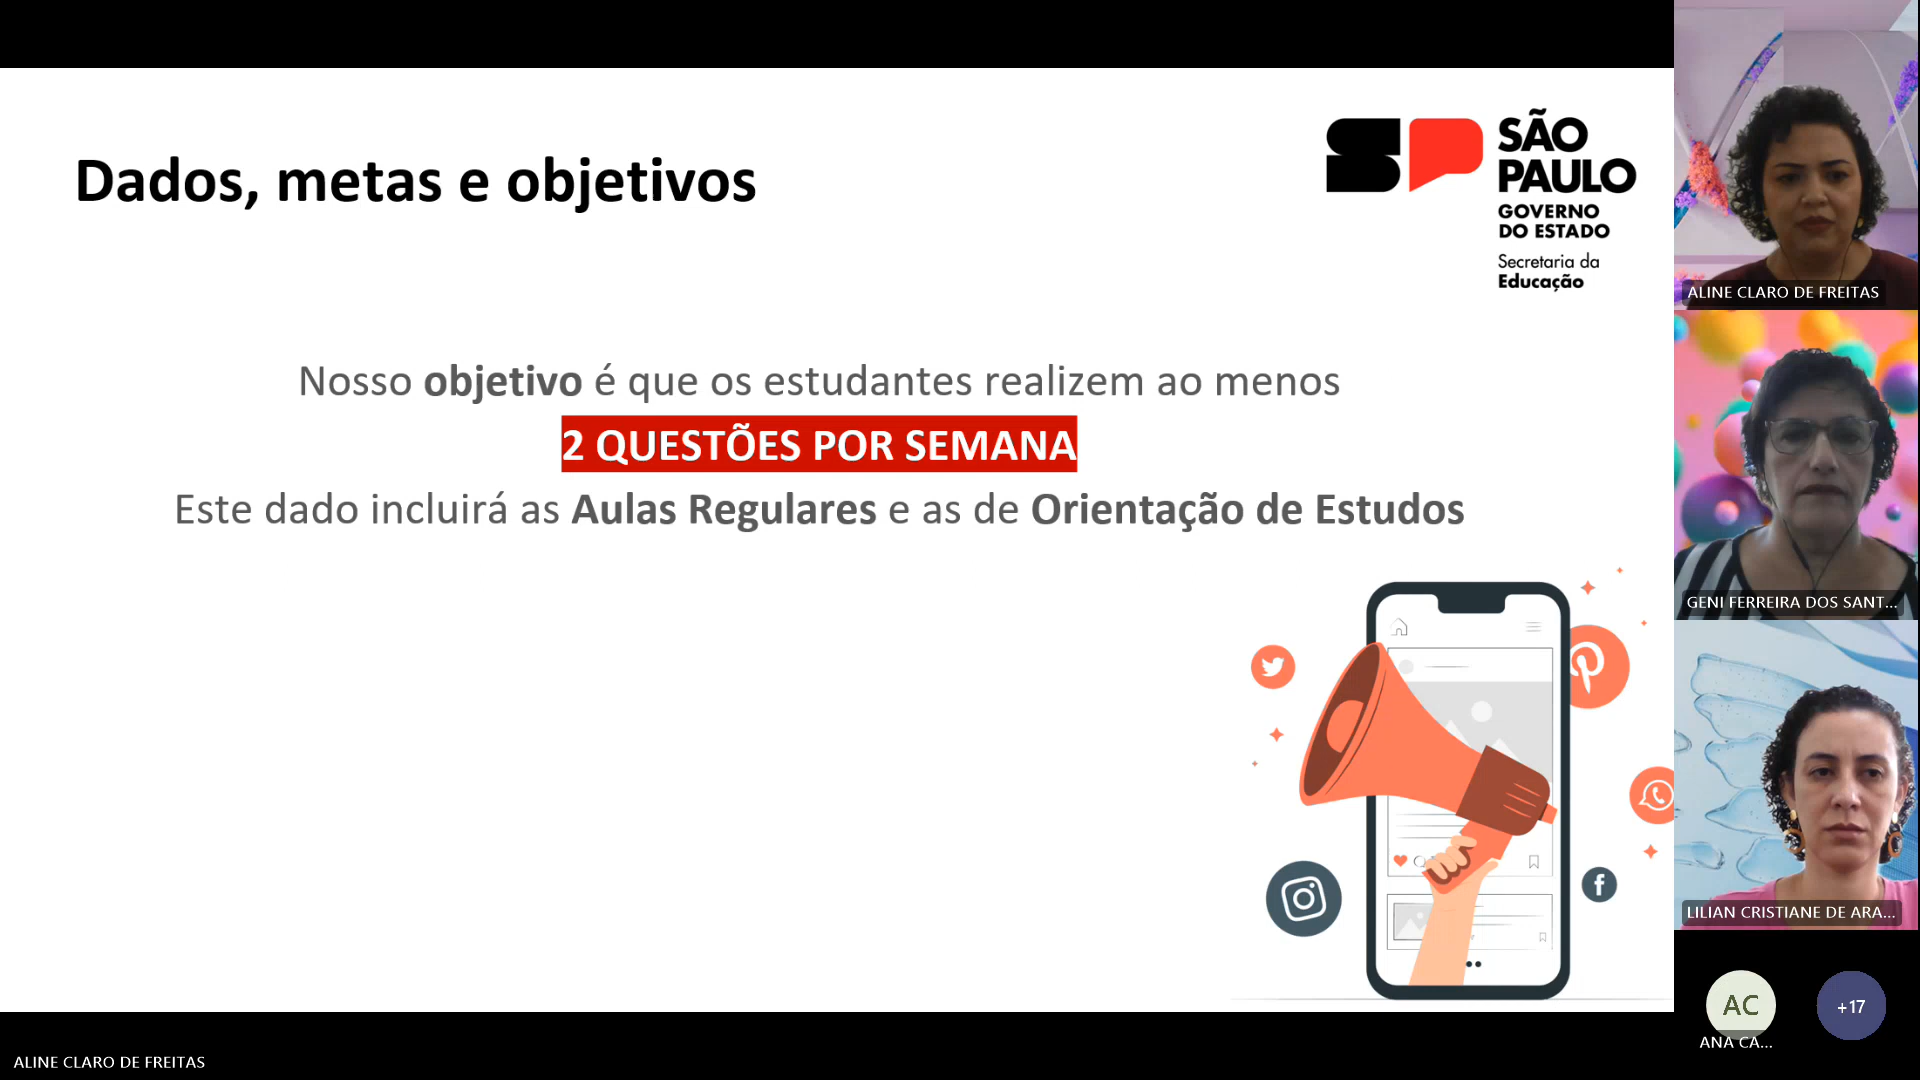 Dados, metas e objetivos
SÃO
PAULO
GOVERNO
DO ESTADO
Secretaria da
Educação
Nosso objetivo é que os estudantes realizem ao menos
2 QUESTÕES POR SEMANA
Este dado incluirá as Aulas Regulares e as de Orientação de Estudos
ALINE CLARO DE FREITAS
GENI FERREIRA DOS SANT...
LILIAN CRISTIANE DE ARA...
AC
+17
ANA CA...
ALINE CLARO DE FREITAS